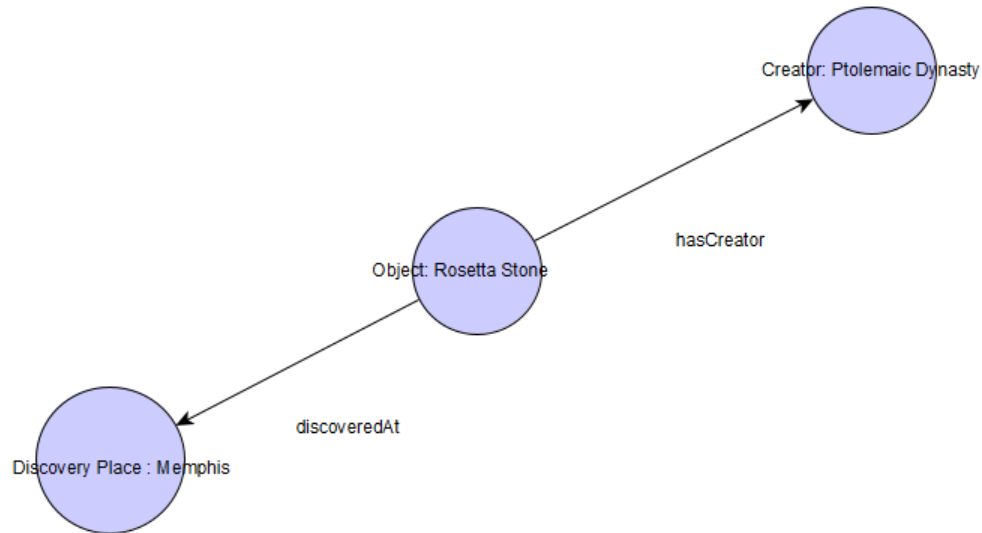 Creator: Ptolemaic Dynasty
hasCreator
Object: Rosetta Stone
discoveredAt
Discovery Place : Memphis